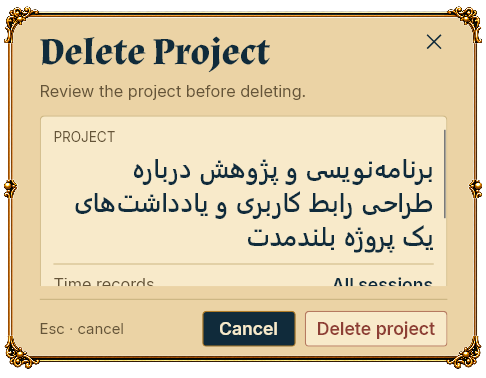 Delete Project
Review the project before deleting.
PROJECT
برنامه‌نویسی و پژوهش درباره
طراحی رابط کاربری و یادداشت‌های
یک پروژه بلندمدت
Time records
All sessions
Esc · cancel
Cancel
Delete project